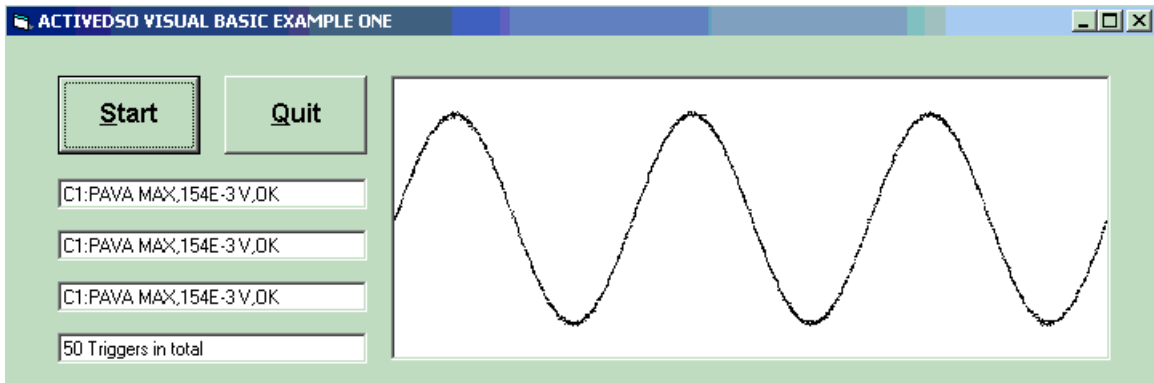 ACTIVEDSO VISUAL BASIC EXAMPLE ONE
Start
Quit
C1:PAVA MAX,154E-3 V,OK
C1:PAVA MAX,154E-3 V,OK
C1:PAVA MAX,154E-3 V,OK
50 Triggers in total